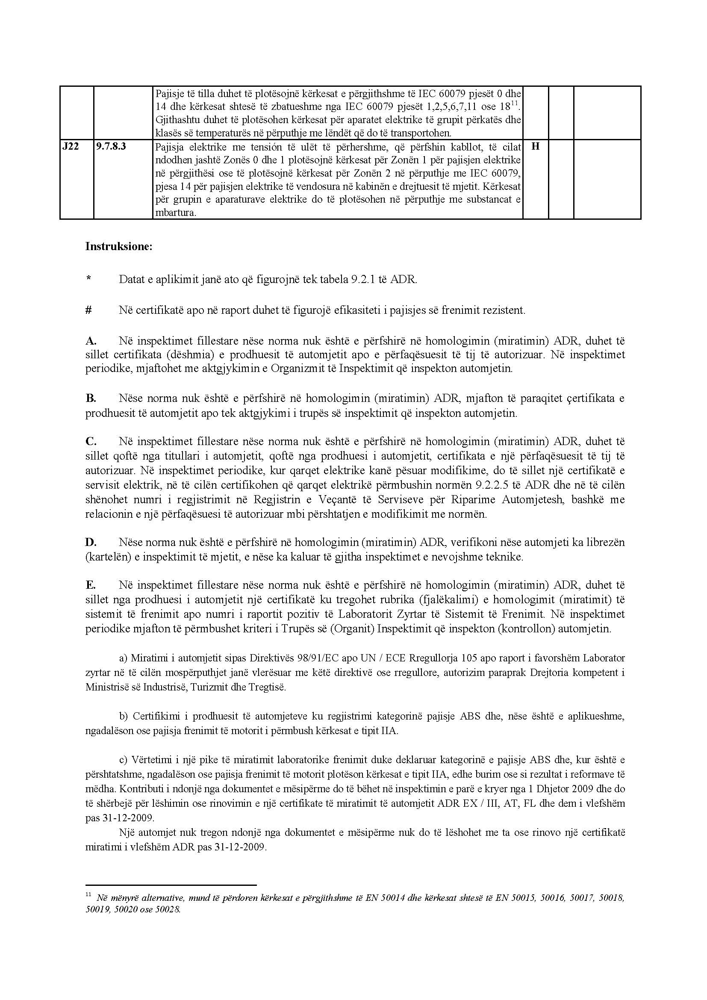 Pajisje të tilla duhet të plotësojnë kërkesat e përgjithshme të IEC 60079 pjesët 0 dhe
14 dhe kërkesat shtesë të zbatueshme nga IEC 60079 pjesët 1,2,5,6,7,11 ose 18¹¹.
Gjithashtu duhet të plotësohen kërkesat për aparatet elektrike të grupit përkatës dhe
klasës së temperaturës në përputhje me lëndët që do të transportohen.
J22 9.7.8.3 Pajisja elektrike me tensión të ulët të përhershme, që përfshin kabllot, të cilat H
ndodhen jashtë Zonës 0 dhe 1 plotësojnë kërkesat për Zonën 1 për pajisjen elektrike
në përgjithësi ose të plotësojnë kërkesat për Zonën 2 në përputhje me IEC 60079,
pjesa 14 për pajisjen elektrike të vendosura në kabinën e drejtuesit të mjetit. Kërkesat
për grupin e aparaturave elektrike do të plotësohen në përputhje me substancat e
mbartura.
Instruksione:
* Datat e aplikimit janë ato që figurojnë tek tabela 9.2.1 të ADR.
# Në certifikatë apo në raport duhet të figurojë efikasiteti i pajisjes së frenimit rezistent.
A. Në inspektimet fillestare nëse norma nuk është e përfshirë në homologimin (miratimin) ADR, duhet të
sillet certifikata (dëshmia) e prodhuesit të automjetit apo e përfaqësuesit të tij të autorizuar. Në inspektimet
periodike, mjaftohet me aktgjykimin e Organizmit të Inspektimit që inspekton automjetin.
B. Nëse norma nuk është e përfshirë në homologimin (miratimin) ADR, mjafton të paraqitet çertifikata e
prodhuesit të automjetit apo tek aktgjykimi i trupës së inspektimit që inspekton automjetin.
C. Në inspektimet fillestare nëse norma nuk është e përfshirë në homologimin (miratimin) ADR, duhet të
sillet qoftë nga titullari i automjetit, qoftë nga prodhuesi i automjetit, certifikata e një përfaqësuesit të tij të
autorizuar. Në inspektimet periodike, kur qarqet elektrike kanë pësuar modifikime, do të sillet një certifikatë e
servisit elektrik, në të cilën certifikohen që qarqet elektrikë përmbushin normën 9.2.2.5 të ADR dhe në të cilën
shënohet numri i regjistrimit në Regjistrin e Veçantë të Serviseve për Riparime Automjetesh, bashkë me
relacionin e një përfaqësuesi të autorizuar mbi përshtatjen e modifikimit me normën.
D. Nëse norma nuk është e përfshirë në homologimin (miratimin) ADR, verifikoni nëse automjeti ka librezën
(kartelën) e inspektimit të mjetit, e nëse ka kaluar të gjitha inspektimet e nevojshme teknike.
E. Në inspektimet fillestare nëse norma nuk është e përfshirë në homologimin (miratimin) ADR, duhet të
sillet nga prodhuesi i automjetit një certifikatë ku tregohet rubrika (fjalëkalimi) e homologimit (miratimit) të
sistemit të frenimit apo numri i raportit pozitiv të Laboratorit Zyrtar të Sistemit të Frenimit. Në inspektimet
periodike mjafton të përmbushet kriteri i Trupës së (Organit) Inspektimit që inspekton (kontrollon) automjetin.
a) Miratimi i automjetit sipas Direktivës 98/91/EC apo UN / ECE Rregullorja 105 apo raport i favorshëm Laborator
zyrtar në të cilën mospërputhjet janë vlerësuar me këtë direktivë ose rregullore, autorizim paraprak Drejtoria kompetent i
Ministrisë së Industrisë, Turizmit dhe Tregtisë.
b) Certifikimi i prodhuesit të automjeteve ku regjistrimi kategorinë pajisje ABS dhe, nëse është e aplikueshme,
ngadalëson ose pajisja frenimit të motorit i përmbush kërkesat e tipit IIA.
c) Vërtetimi i një pike të miratimit laboratorike frenimit duke deklaruar kategorinë e pajisje ABS dhe, kur është e
përshtatshme, ngadalëson ose pajisja frenimit të motorit plotëson kërkesat e tipit IIA, edhe burim ose si rezultat i reformave të
mëdha. Kontributi i ndonjë nga dokumentet e mësipërme do të bëhet në inspektimin e parë e kryer nga 1 Dhjetor 2009 dhe do
të shërbejë për lëshimin ose rinovimin e një certifikate të miratimit të automjetit ADR EX / III, AT, FL dhe dem i vlefshëm
pas 31-12-2009.
Një automjet nuk tregon ndonjë nga dokumentet e mësipërme nuk do të lëshohet me ta ose rinovo një certifikatë
miratimi i vlefshëm ADR pas 31-12-2009.
¹¹ Në mënyrë alternative, mund të përdoren kërkesat e përgjithshme të EN 50014 dhe kërkesat shtesë të EN 50015, 50016, 50017, 50018,
50019, 50020 ose 50028.